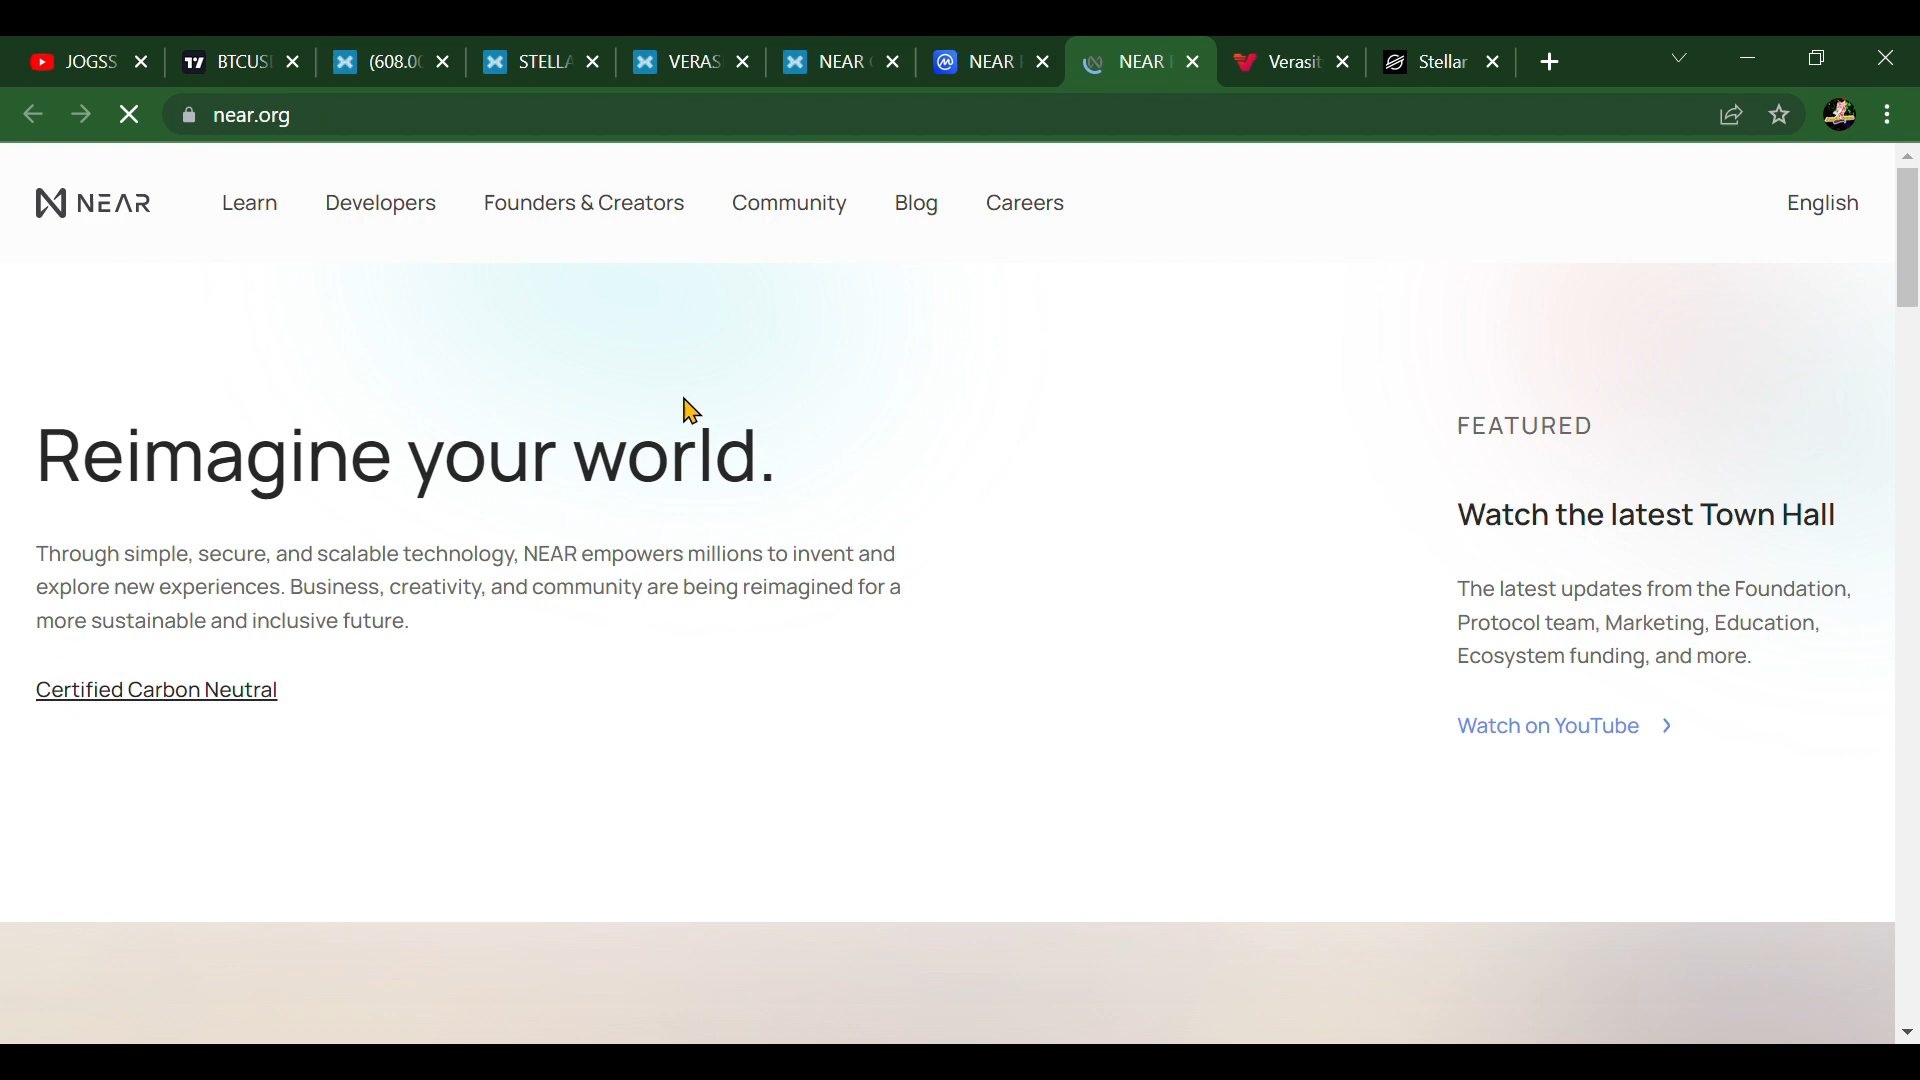 JOGSS BTCUS (608.00 STELLA VERAS NEAR NEAR NEAR Verasit Stellar
near.org
NEAR Learn Developers Founders & Creators Community Blog Careers English
Reimagine your world.
Through simple, secure, and scalable technology, NEAR empowers millions to invent and
explore new experiences. Business, creativity, and community are being reimagined for a
more sustainable and inclusive future.
Certified Carbon Neutral
FEATURED
Watch the latest Town Hall
The latest updates from the Foundation,
Protocol team, Marketing, Education,
Ecosystem funding, and more.
Watch on YouTube